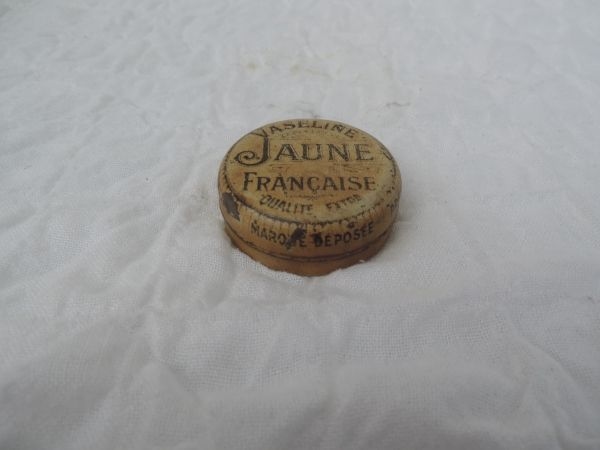 VASELINE
JAUNE
FRANÇAISE
QUALITÉ EXTRA
MARQUE DÉPOSÉE